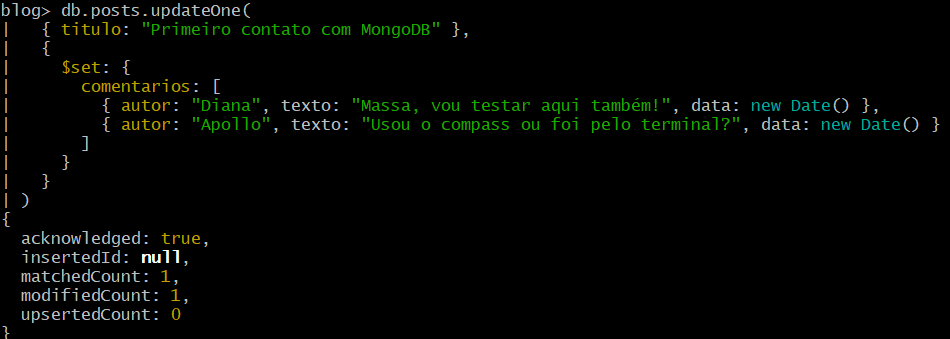 blog> db.posts.updateOne(
|   { titulo: "Primeiro contato com MongoDB" },
|   {
|     $set: {
|       comentarios: [
|         { autor: "Diana", texto: "Massa, vou testar aqui também!", data: new Date() },
|         { autor: "Apollo", texto: "Usou o compass ou foi pelo terminal?", data: new Date() }
|       ]
|     }
|   }
| )
{
  acknowledged: true,
  insertedId: null,
  matchedCount: 1,
  modifiedCount: 1,
  upsertedCount: 0
}